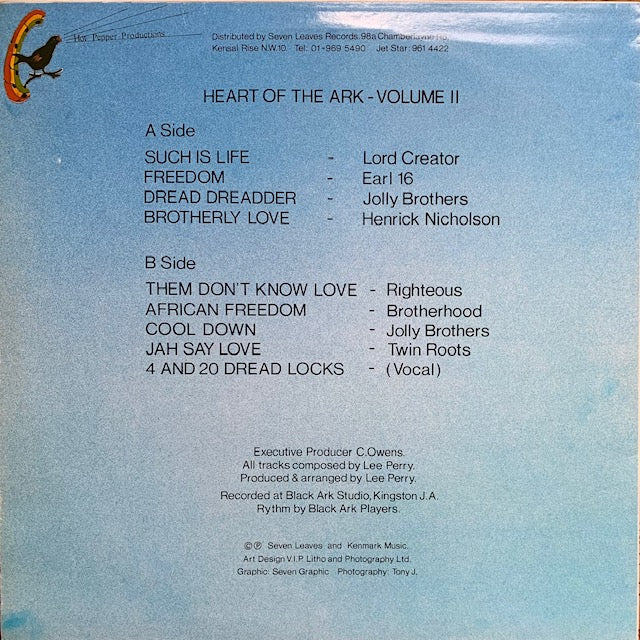 Hot Pepper Productions
Distributed by Seven Leaves Records. 98a Chamberlayne Rd.
Kensal Rise N.W.10. Tel: 01-969 5490 Jet Star: 961 4422
HEART OF THE ARK - VOLUME II
A Side
SUCH IS LIFE - Lord Creator
FREEDOM - Earl 16
DREAD DREADDER - Jolly Brothers
BROTHERLY LOVE - Henrick Nicholson
B Side
THEM DON'T KNOW LOVE - Righteous
AFRICAN FREEDOM - Brotherhood
COOL DOWN - Jolly Brothers
JAH SAY LOVE - Twin Roots
4 AND 20 DREAD LOCKS - (Vocal)
Executive Producer C.Owens.
All tracks composed by Lee Perry.
Produced & arranged by Lee Perry.
Recorded at Black Ark Studio, Kingston J.A.
Rythm by Black Ark Players.
©℗ Seven Leaves and Kenmark Music.
Art Design V.I.P. Litho and Photography Ltd.
Graphic: Seven Graphic Photography: Tony J.